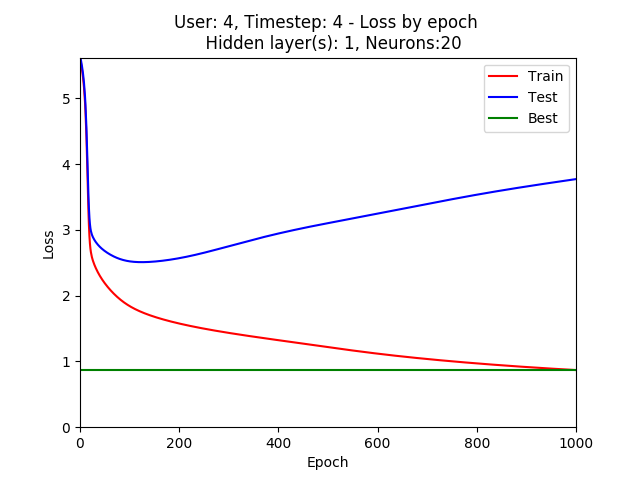 User: 4, Timestep: 4 - Loss by epoch
Hidden layer(s): 1, Neurons:20
Train
Test
Best
5
4
3
2
1
0
Loss
0 200 400 600 800 1000
Epoch